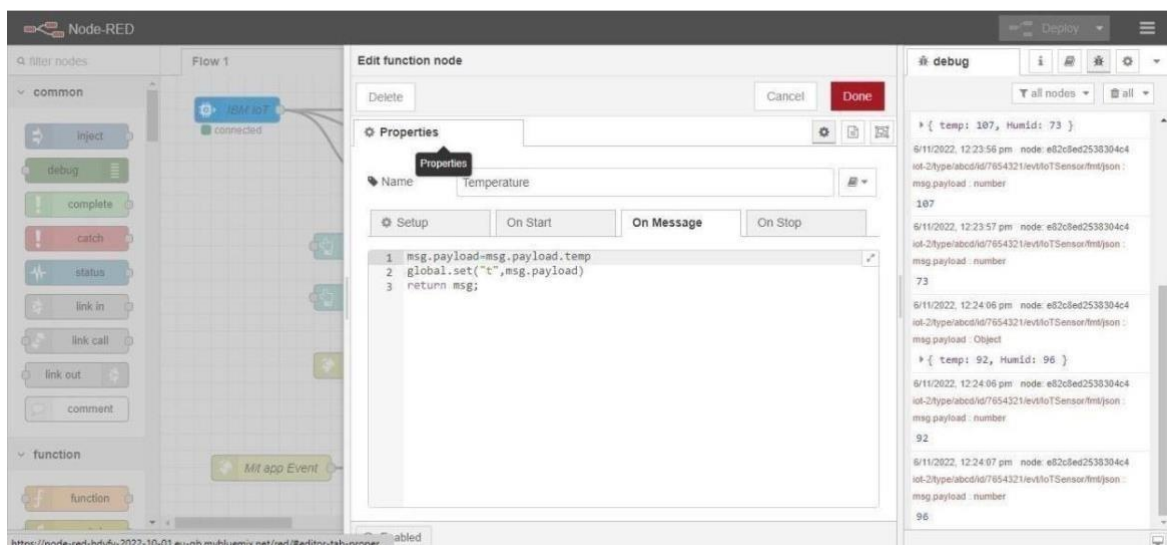 Node-RED
Deploy
filter nodes
Flow 1
Edit function node
debug
Delete
Cancel
Done
all nodes
all
common
IBM IoT
connected
Properties
Properties
inject
debug
complete
catch
status
link in
link call
link out
comment
function
function
Name
Temperature
Setup
On Start
On Message
On Stop
1 msg.payload=msg.payload.temp
2 global.set("t",msg.payload)
3 return msg;
Mit app Event
{ temp: 107, Humid: 73 }
6/11/2022, 12:23:56 pm node: e82c8ed2538304c4
iot-2/type/abcd/id/7654321/evt/IoTSensor/fmt/json :
msg.payload : number
107
6/11/2022, 12:23:57 pm node: e82c8ed2538304c4
iot-2/type/abcd/id/7654321/evt/IoTSensor/fmt/json :
msg.payload : number
73
6/11/2022, 12:24:06 pm node: e82c8ed2538304c4
iot-2/type/abcd/id/7654321/evt/IoTSensor/fmt/json :
msg.payload : Object
{ temp: 92, Humid: 96 }
6/11/2022, 12:24:06 pm node: e82c8ed2538304c4
iot-2/type/abcd/id/7654321/evt/IoTSensor/fmt/json :
msg.payload : number
92
6/11/2022, 12:24:07 pm node: e82c8ed2538304c4
iot-2/type/abcd/id/7654321/evt/IoTSensor/fmt/json :
msg.payload : number
96